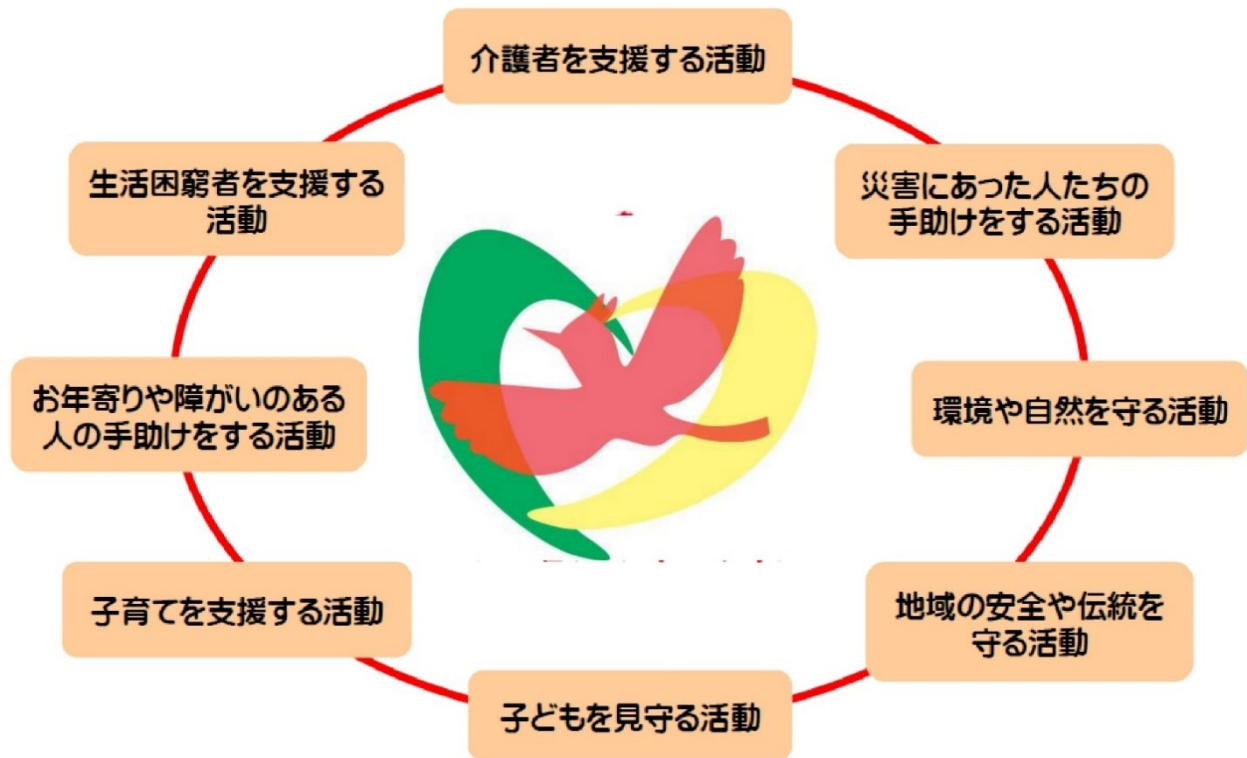 介護者を支援する活動
災害にあった人たちの
手助けをする活動
環境や自然を守る活動
地域の安全や伝統を
守る活動
子どもを見守る活動
子育てを支援する活動
お年寄りや障がいのある
人の手助けをする活動
生活困窮者を支援する
活動